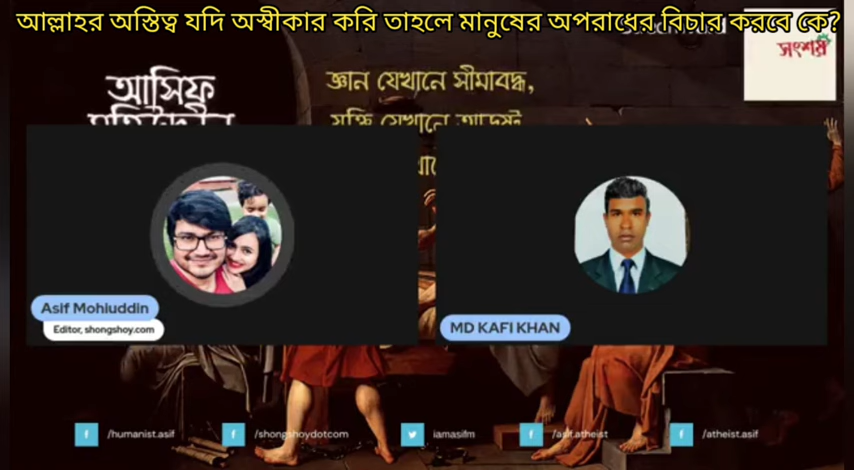 আল্লাহর অস্তিত্ব যদি অস্বীকার করি তাহলে মানুষের অপরাধের বিচার করবে কে?
সংশয়
আসিফ
জ্ঞান যেখানে সীমাবদ্ধ,
যুক্তি যেখানে আড়ষ্ট
Asif Mohiuddin
Editor, shongshoy.com
MD KAFI KHAN
/humanist.asif
/shongshoydotcom
iamasifm
/asif.atheist
/atheist.asif